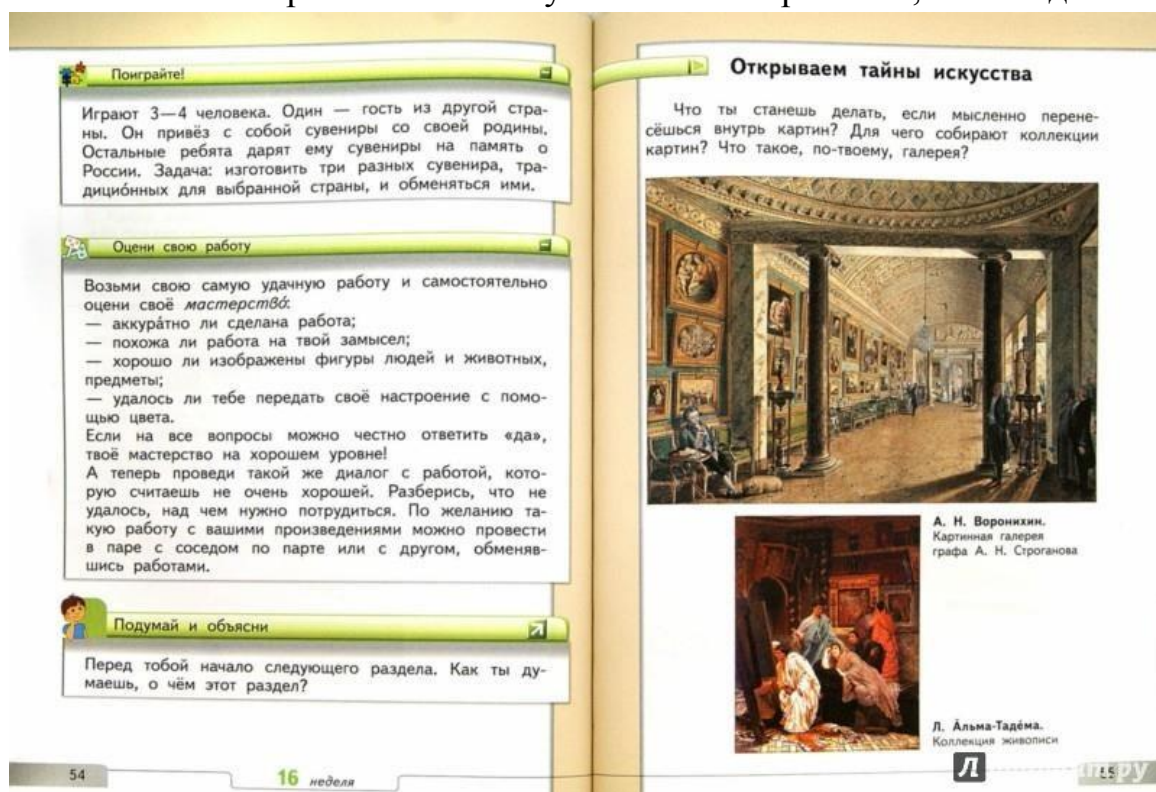 Поиграйте!
Играют 3—4 человека. Один — гость из другой стра-
ны. Он привёз с собой сувениры со своей родины.
Остальные ребята дарят ему сувениры на память о
России. Задача: изготовить три разных сувенира, тра-
дицио́нных для выбранной страны, и обменяться ими.
Оцени свою работу
Возьми свою самую удачную работу и самостоятельно
оцени своё мастерство́:
— аккура́тно ли сделана работа;
— похожа ли работа на твой замысел;
— хорошо ли изображены фигуры людей и животных,
предметы;
— удалось ли тебе передать своё настроение с помо-
щью цвета.
Если на все вопросы можно честно ответить «да»,
твоё мастерство на хорошем уровне!
А теперь проведи такой же диалог с работой, кото-
рую считаешь не очень хорошей. Разберись, что не
удалось, над чем нужно потрудиться. По желанию та-
кую работу с вашими произведениями можно провести
в паре с соседом по парте или с другом, обменяв-
шись работами.
Подумай и объясни
Перед тобой начало следующего раздела. Как ты ду-
маешь, о чём этот раздел?
54
16 неделя
Открываем тайны искусства
Что ты станешь делать, если мысленно перене-
сёшься внутрь картин? Для чего собирают коллекции
картин? Что такое, по-твоему, галерея?
А. Н. Воронихин.
Картинная галерея
графа А. Н. Строганова
Л. А́льма-Таде́ма.
Коллекция живописи
55